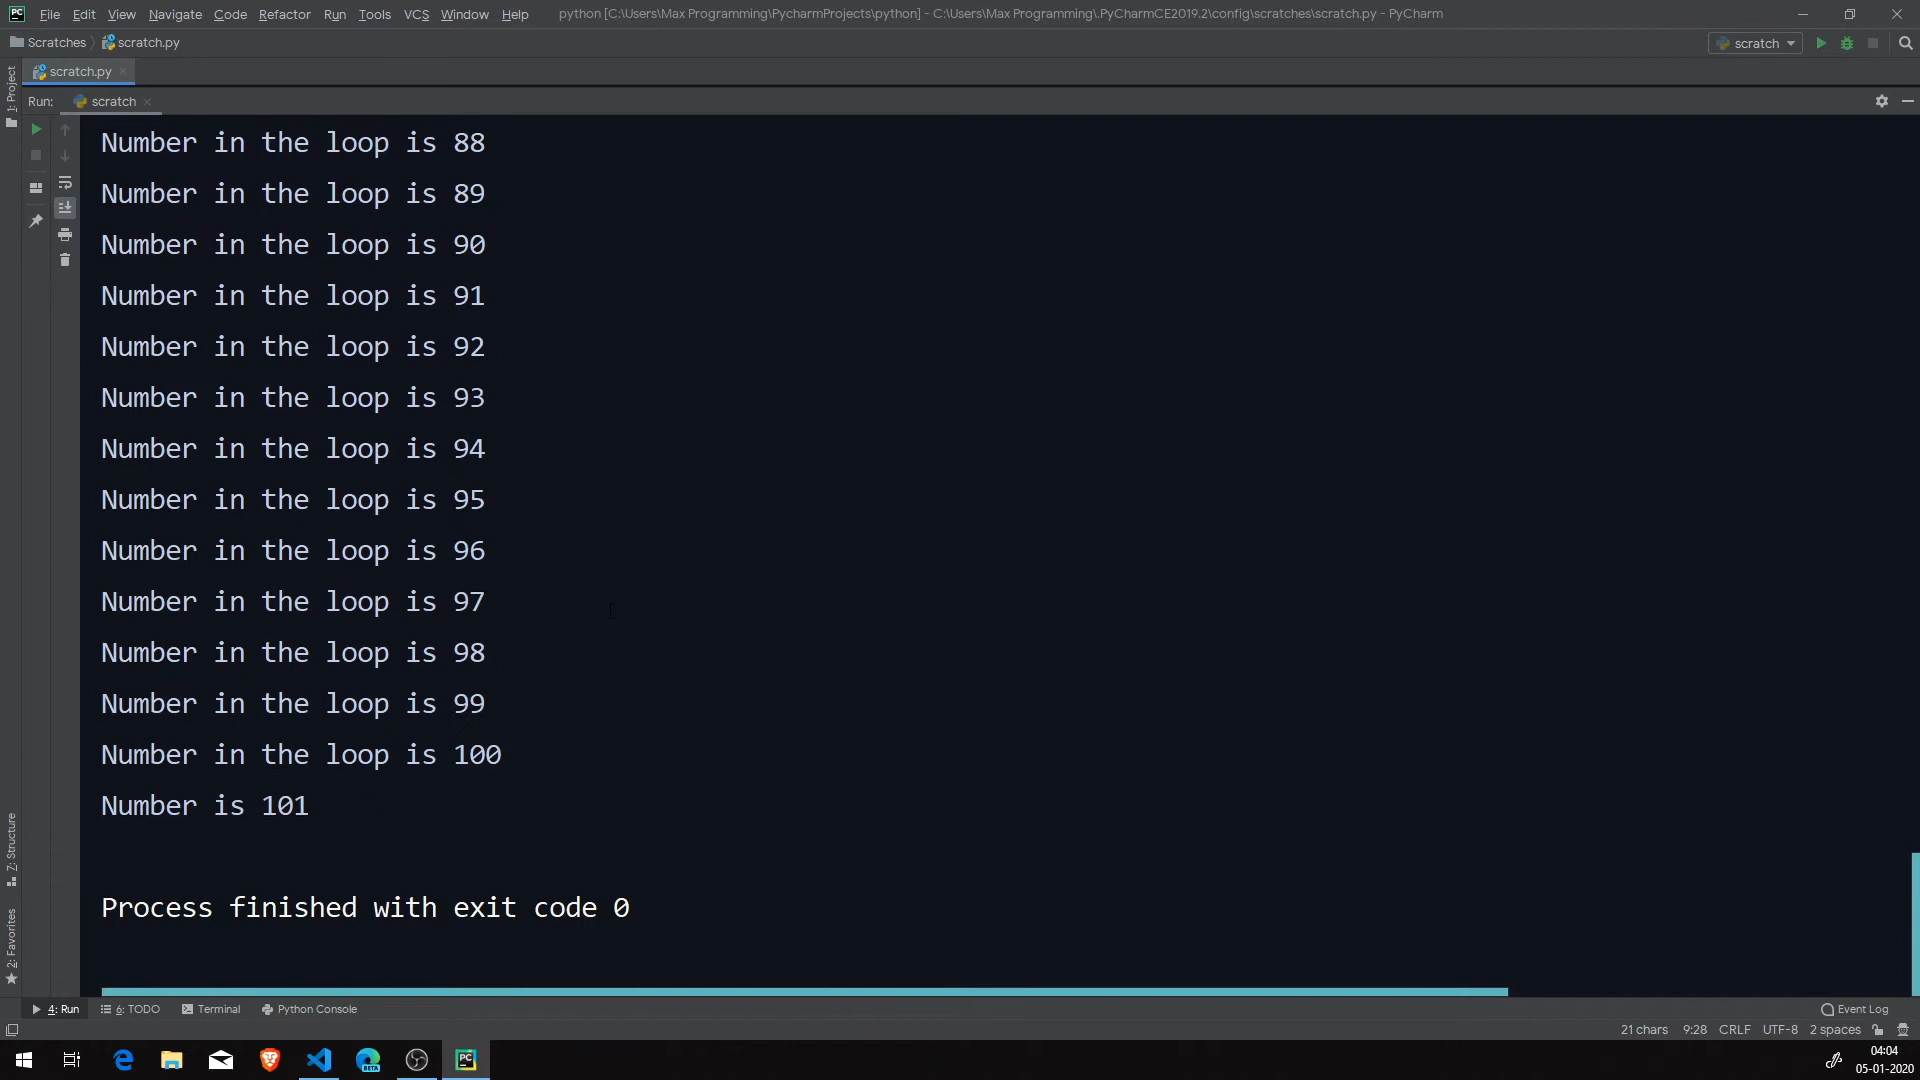 File Edit View Navigate Code Refactor Run Tools VCS Window Help python [C:\Users\Max Programming\PycharmProjects\python] - C:\Users\Max Programming\.PyCharmCE2019.2\config\scratches\scratch.py - PyCharm
Scratches scratch.py scratch
scratch.py
1: Project
Run: scratch
Number in the loop is 88
Number in the loop is 89
Number in the loop is 90
Number in the loop is 91
Number in the loop is 92
Number in the loop is 93
Number in the loop is 94
Number in the loop is 95
Number in the loop is 96
Number in the loop is 97
Number in the loop is 98
Number in the loop is 99
Number in the loop is 100
Number is 101
Process finished with exit code 0
Z: Structure
2: Favorites
4: Run 6: TODO Terminal Python Console Event Log
21 chars 9:28 CRLF UTF-8 2 spaces
04:04
05-01-2020